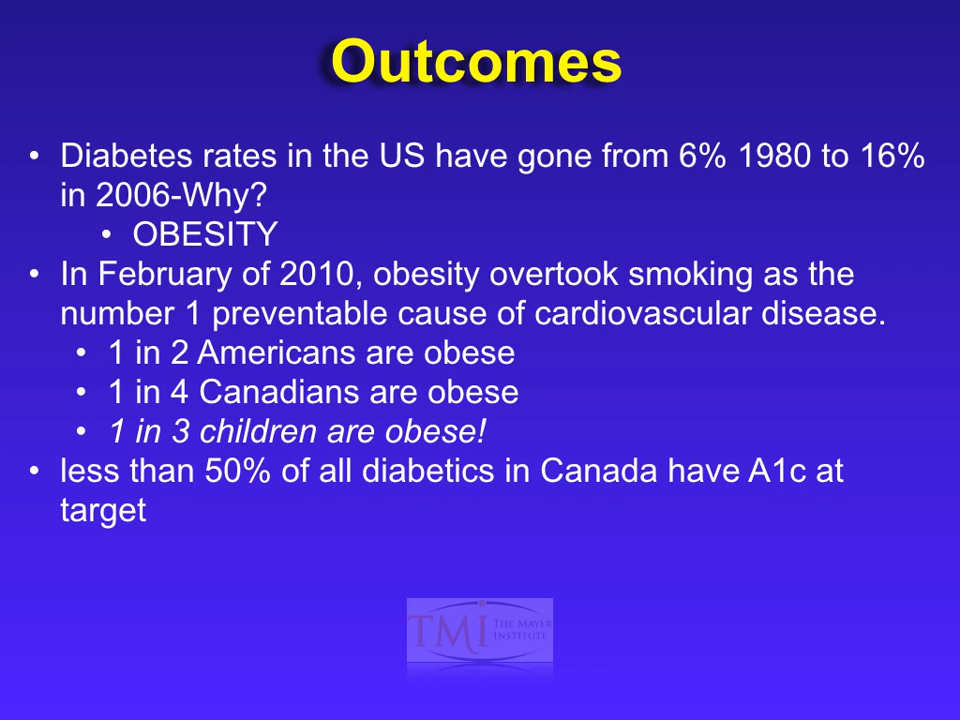 Outcomes
• Diabetes rates in the US have gone from 6% 1980 to 16%
in 2006-Why?
• OBESITY
• In February of 2010, obesity overtook smoking as the
number 1 preventable cause of cardiovascular disease.
• 1 in 2 Americans are obese
• 1 in 4 Canadians are obese
• 1 in 3 children are obese!
• less than 50% of all diabetics in Canada have A1c at
target
TMI THE MAYER
INSTITUTE